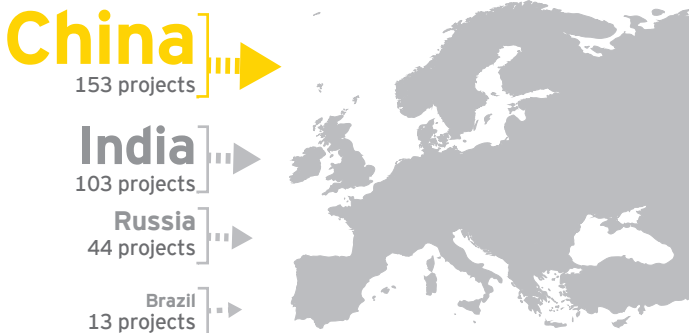 China
153 projects
India
103 projects
Russia
44 projects
Brazil
13 projects